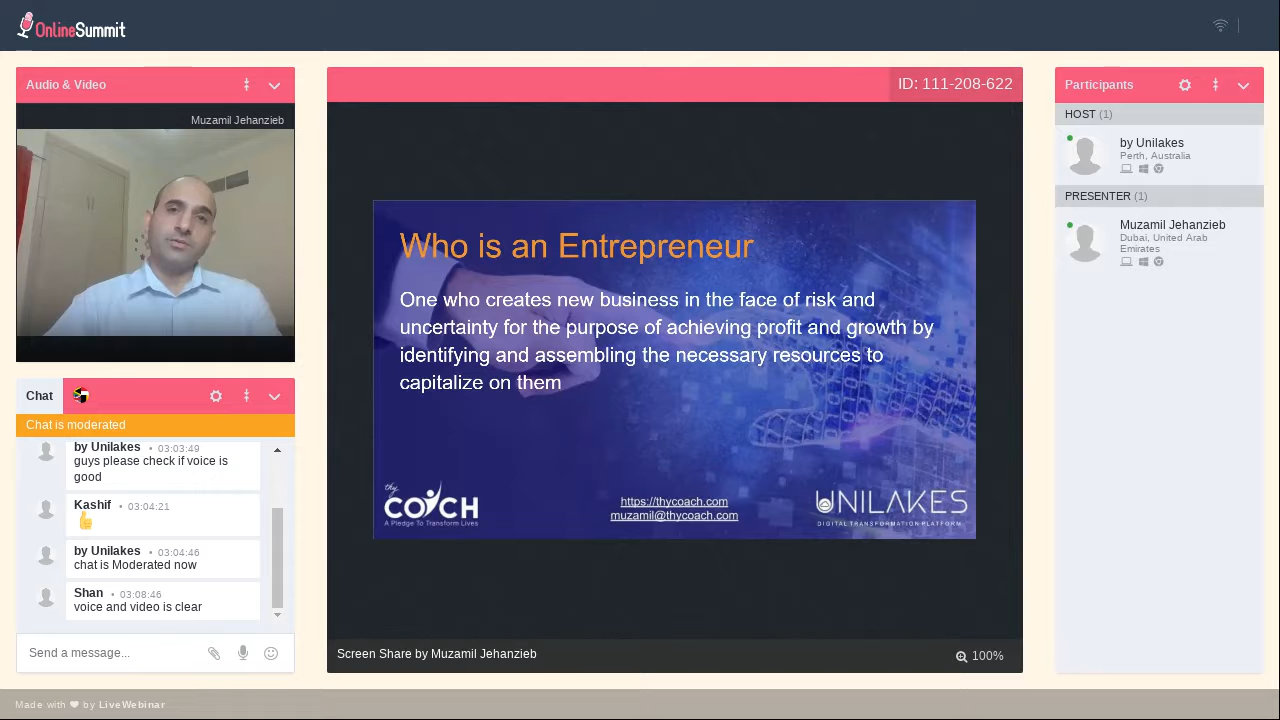 OnlineSummit
Audio & Video
Muzamil Jehanzieb
Chat
Chat is moderated
by Unilakes • 03:03:49
guys please check if voice is
good
Kashif • 03:04:21
by Unilakes • 03:04:46
chat is Moderated now
Shan • 03:08:46
voice and video is clear
Send a message...
ID: 111-208-622
Who is an Entrepreneur
One who creates new business in the face of risk and
uncertainty for the purpose of achieving profit and growth by
identifying and assembling the necessary resources to
capitalize on them
thy
COACH
A Pledge To Transform Lives
https://thycoach.com
muzamil@thycoach.com
UNILAKES
DIGITAL TRANSFORMATION PLATFORM
Screen Share by Muzamil Jehanzieb
100%
Participants
HOST (1)
by Unilakes
Perth, Australia
PRESENTER (1)
Muzamil Jehanzieb
Dubai, United Arab
Emirates
Made with ❤ by LiveWebinar